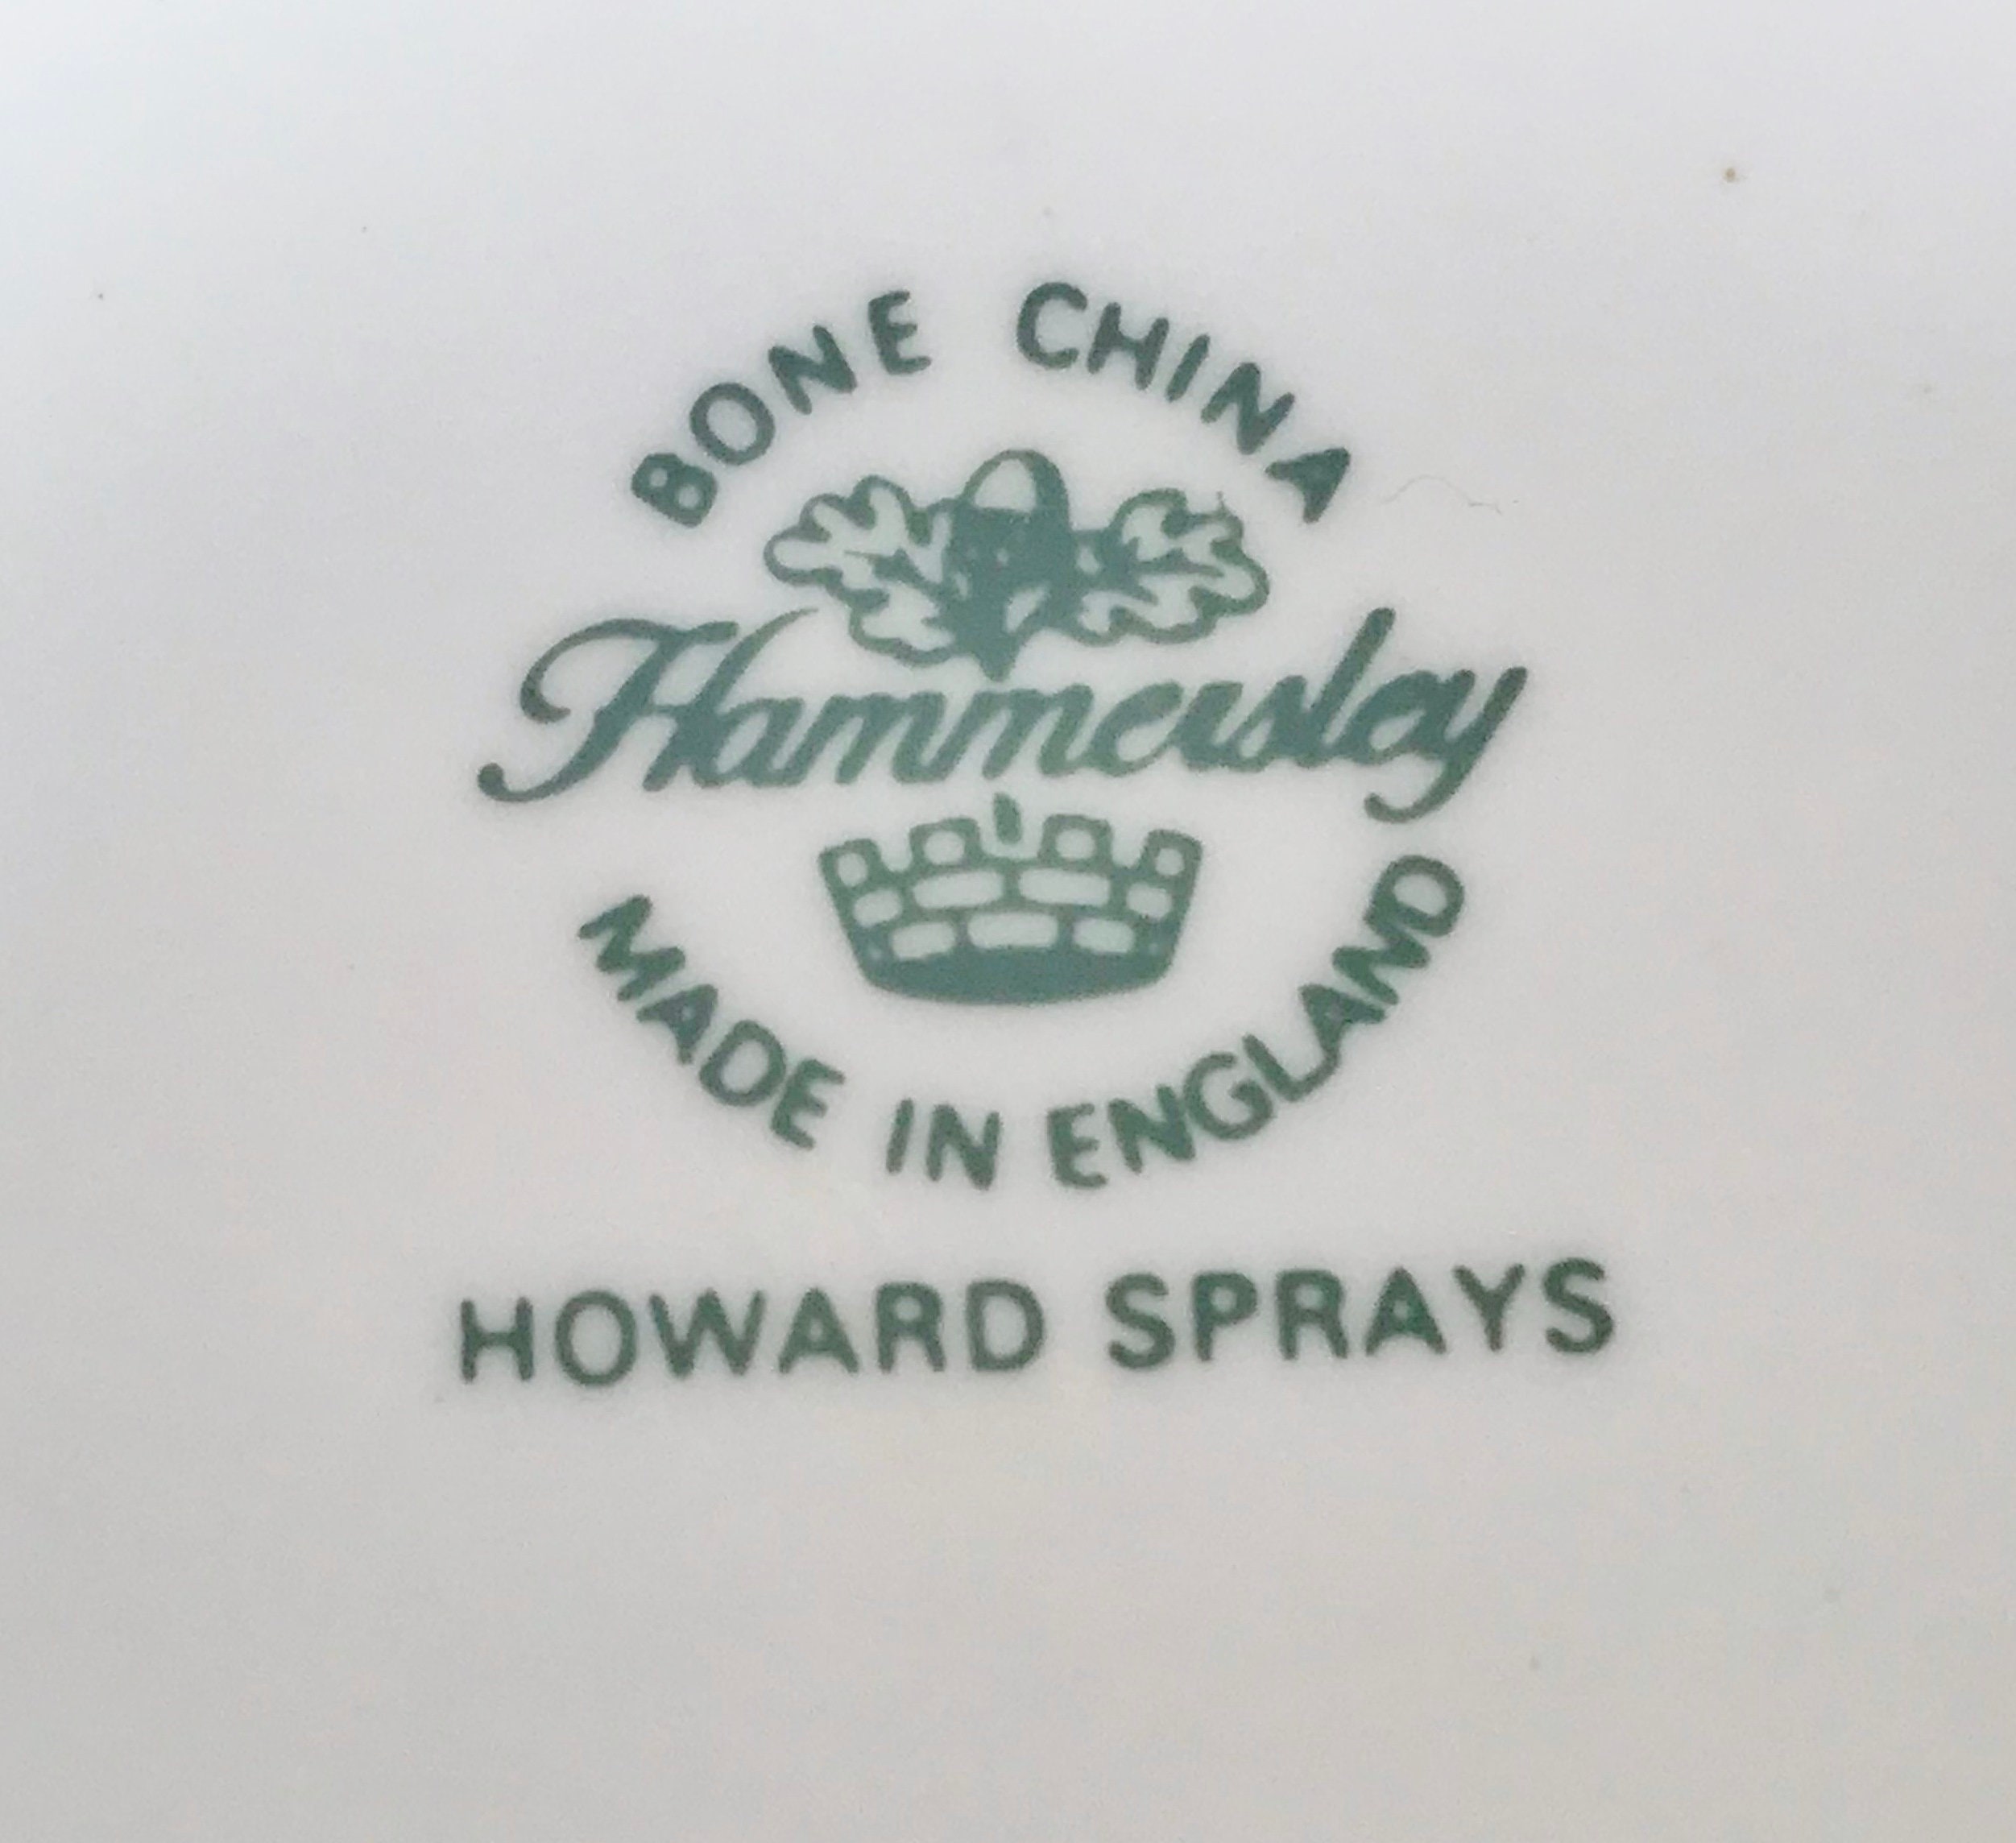 BONE CHINA
Hammersley
MADE IN ENGLAND
HOWARD SPRAYS